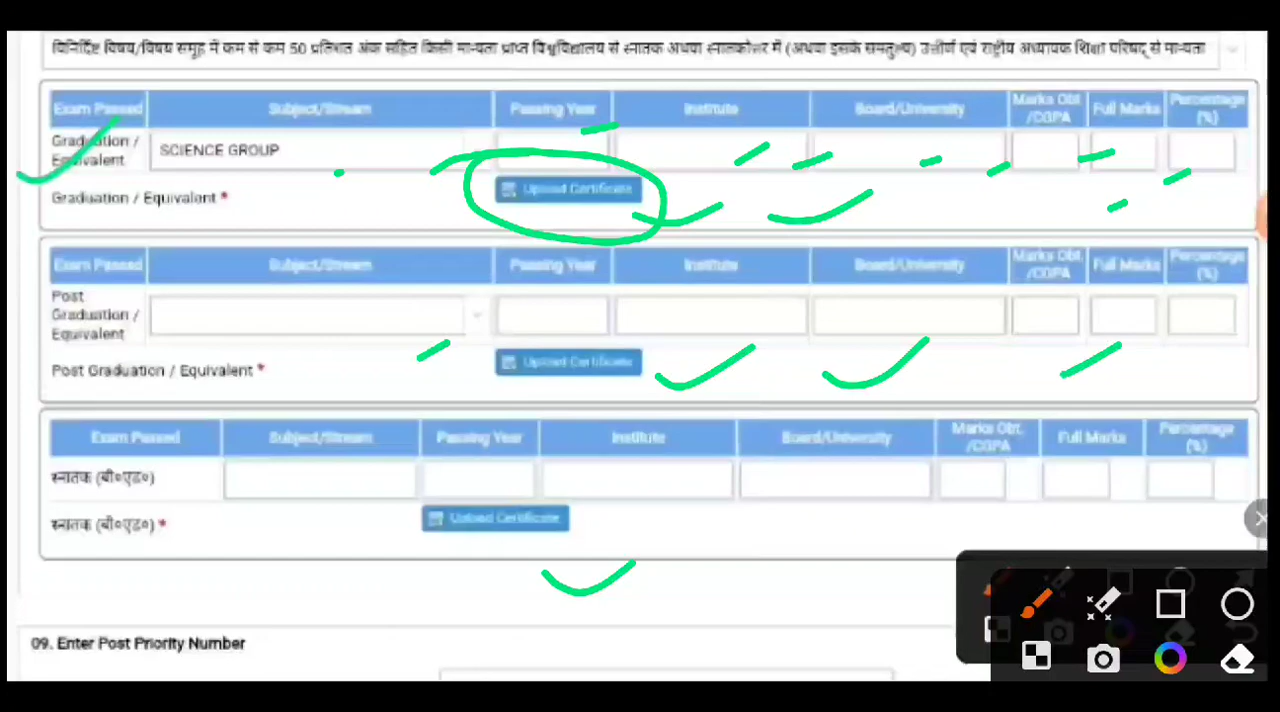 विनिर्दिष्ट विषय/विषय समूह में कम से कम 50 प्रतिशत अंक सहित किसी मान्यता प्राप्त विश्वविद्यालय से स्नातक अथवा स्नातकोत्तर में (अथवा इसके समतुल्य) उत्तीर्ण एवं राष्ट्रीय अध्यापक शिक्षा परिषद् से मान्यता
Exam Passed Subject/Stream Passing Year Institute Board/University Marks Obt. /CGPA Full Marks Percentage (%)
Graduation / Equivalent SCIENCE GROUP
Graduation / Equivalent * Upload Certificate
Exam Passed Subject/Stream Passing Year Institute Board/University Marks Obt. /CGPA Full Marks Percentage (%)
Post Graduation / Equivalent
Post Graduation / Equivalent * Upload Certificate
Exam Passed Subject/Stream Passing Year Institute Board/University Marks Obt. /CGPA Full Marks Percentage (%)
स्नातक (बी०एड०)
स्नातक (बी०एड०) * Upload Certificate
09. Enter Post Priority Number